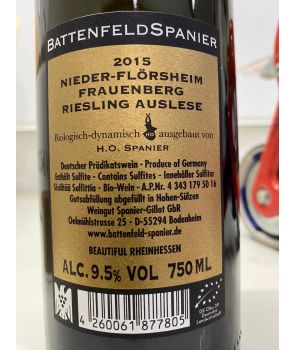 BATTENFELDSPANIER
2015
NIEDER-FLÖRSHEIM
FRAUENBERG
RIESLING AUSLESE
Biologisch-dynamisch HO ausgebaut von
H.O. SPANIER
Deutscher Prädikatswein - Produce of Germany
Enthält Sulfite - Contains Sulfites - Innehåller Sulfiter
Sisältää Sulfiittia - Bio-Wein - A.P.Nr. 4 343 179 50 16
Gutsabfüllung abgefüllt in Hohen-Sülzen
Weingut Spanier-Gillot GbR
Oelmühlstrasse 25 - D-55294 Bodenheim
www.battenfeld-spanier.de
BEAUTIFUL RHEINHESSEN
ALC. 9.5% VOL 750 ML
4 260061 877805